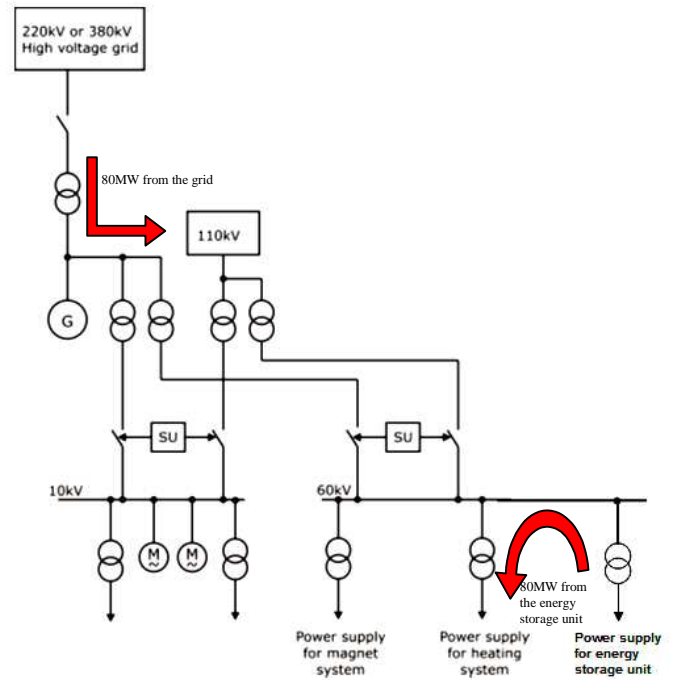 220kV or 380kV
High voltage grid
80MW from the grid
110kV
G
SU
SU
10kV
60kV
M
~
M
~
80MW from
the energy
storage unit
Power supply
for magnet
system
Power supply
for heating
system
Power supply
for energy
storage unit